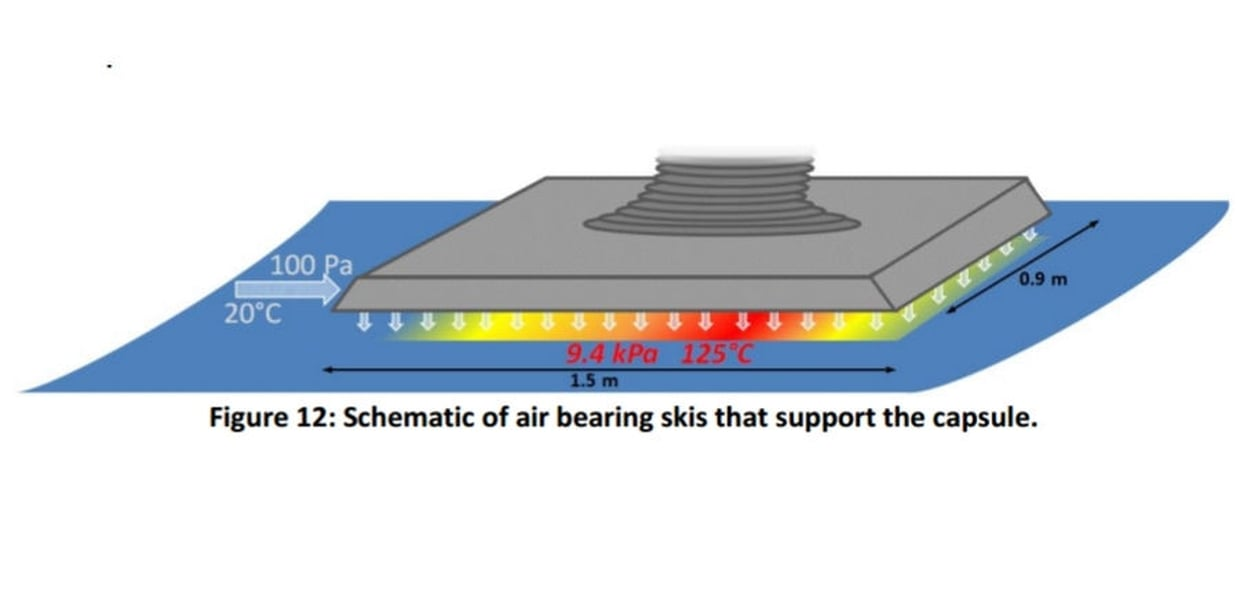 100 Pa
20°C
0.9 m
9.4 kPa 125°C
1.5 m
Figure 12: Schematic of air bearing skis that support the capsule.